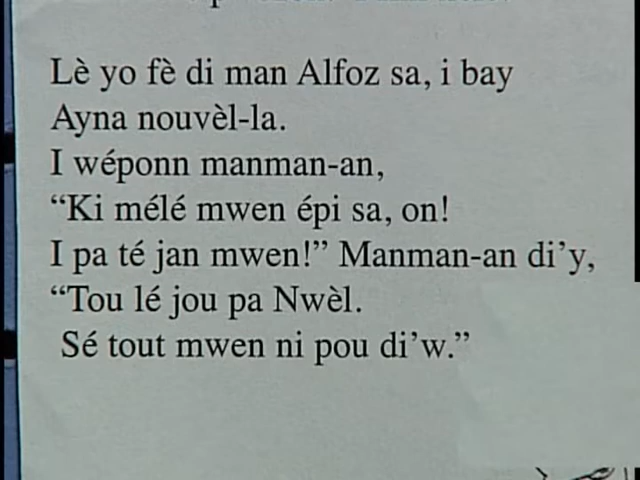 Lè yo fè di man Alfoz sa, i bay
Ayna nouvèl-la.
I wéponn manman-an,
“Ki mélé mwen épi sa, on!
I pa té jan mwen!” Manman-an di’y,
“Tou lé jou pa Nwèl.
Sé tout mwen ni pou di’w.”